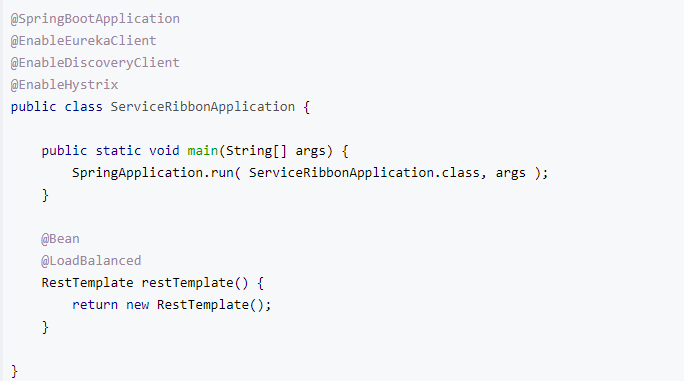 @SpringBootApplication
@EnableEurekaClient
@EnableDiscoveryClient
@EnableHystrix
public class ServiceRibbonApplication {
    public static void main(String[] args) {
        SpringApplication.run( ServiceRibbonApplication.class, args );
    }
    @Bean
    @LoadBalanced
    RestTemplate restTemplate() {
        return new RestTemplate();
    }
}